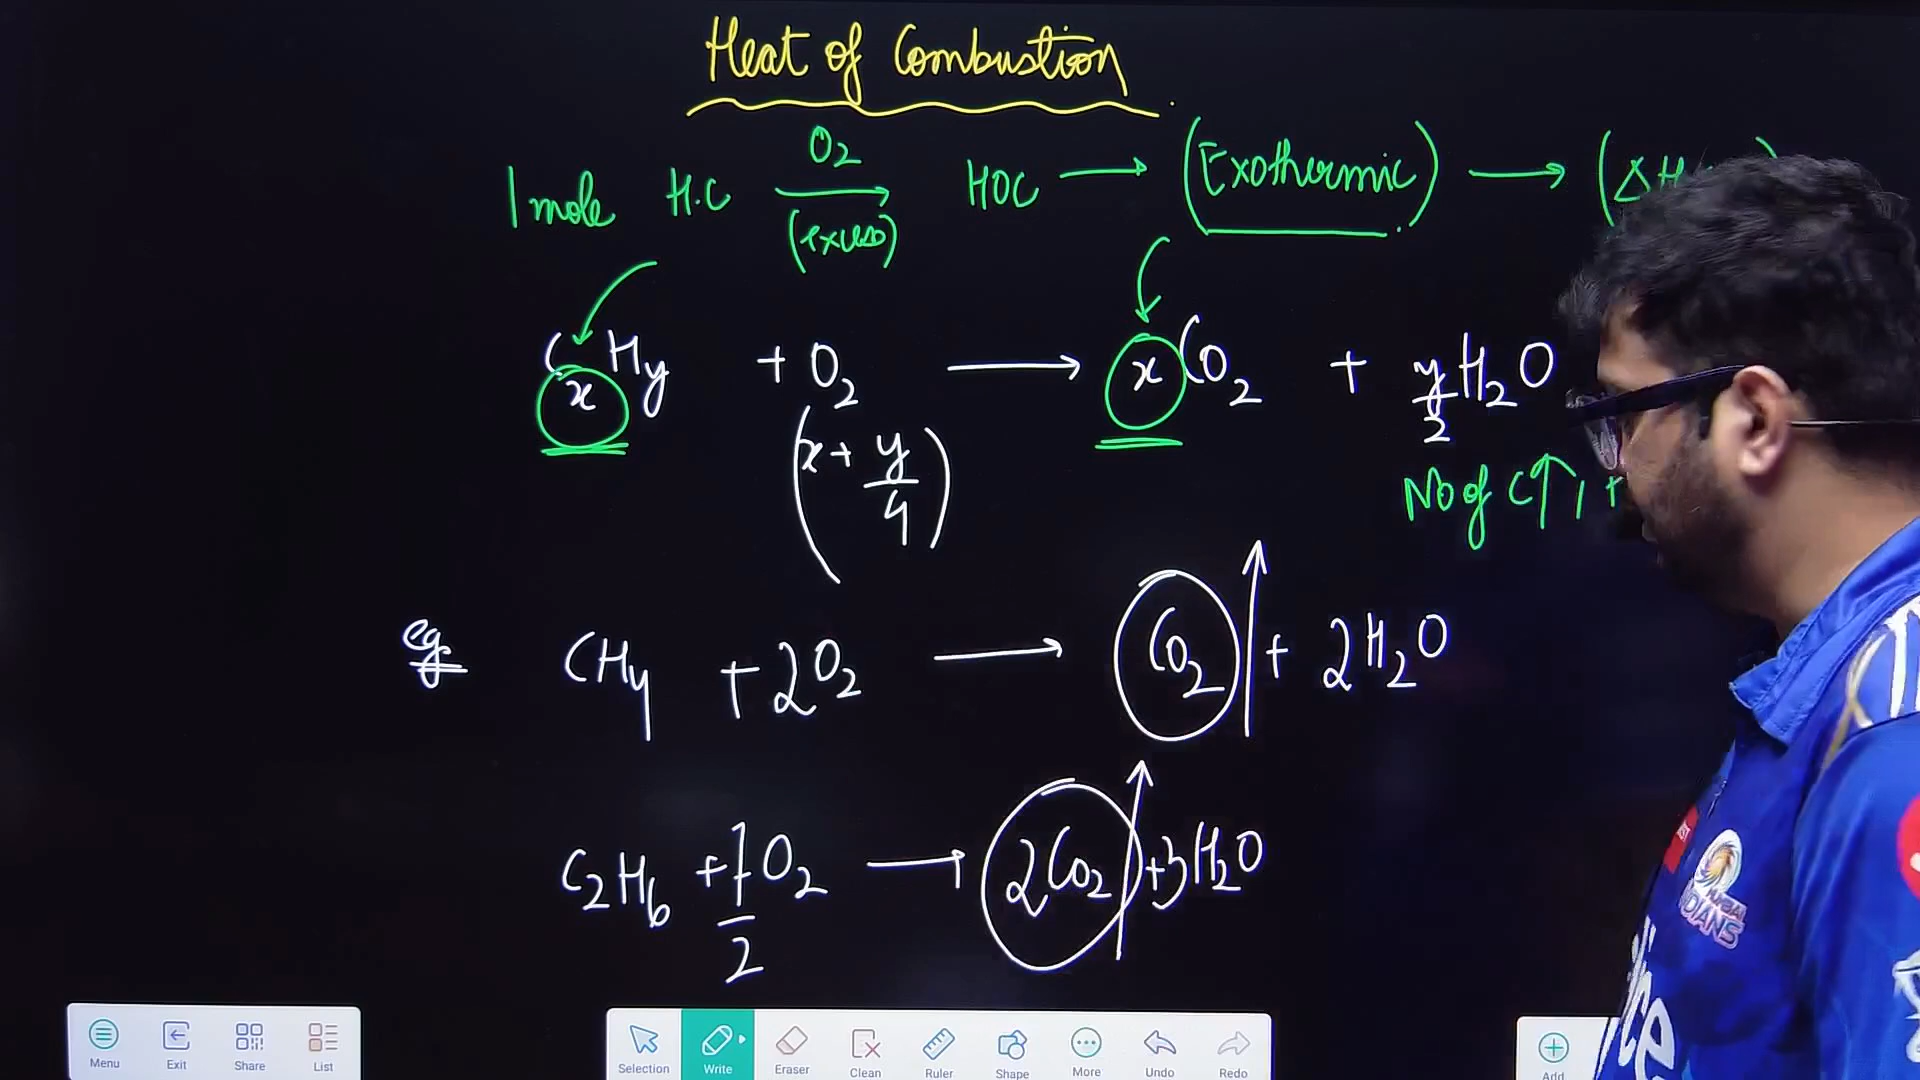 Heat of Combustion
1 mole H.C O2 (excess) HOC → (Exothermic) → (ΔH
CxHy + O2 → xCO2 + y/2 H2O
(x + y/4)
No of C↑, +
eg. CH4 + 2O2 → CO2↑ + 2H2O
C2H6 + 7/2 O2 → 2CO2↑ + 3H2O
INDIANS
Menu Exit Share List Selection Write Eraser Clean Ruler Shape More Undo Redo Add